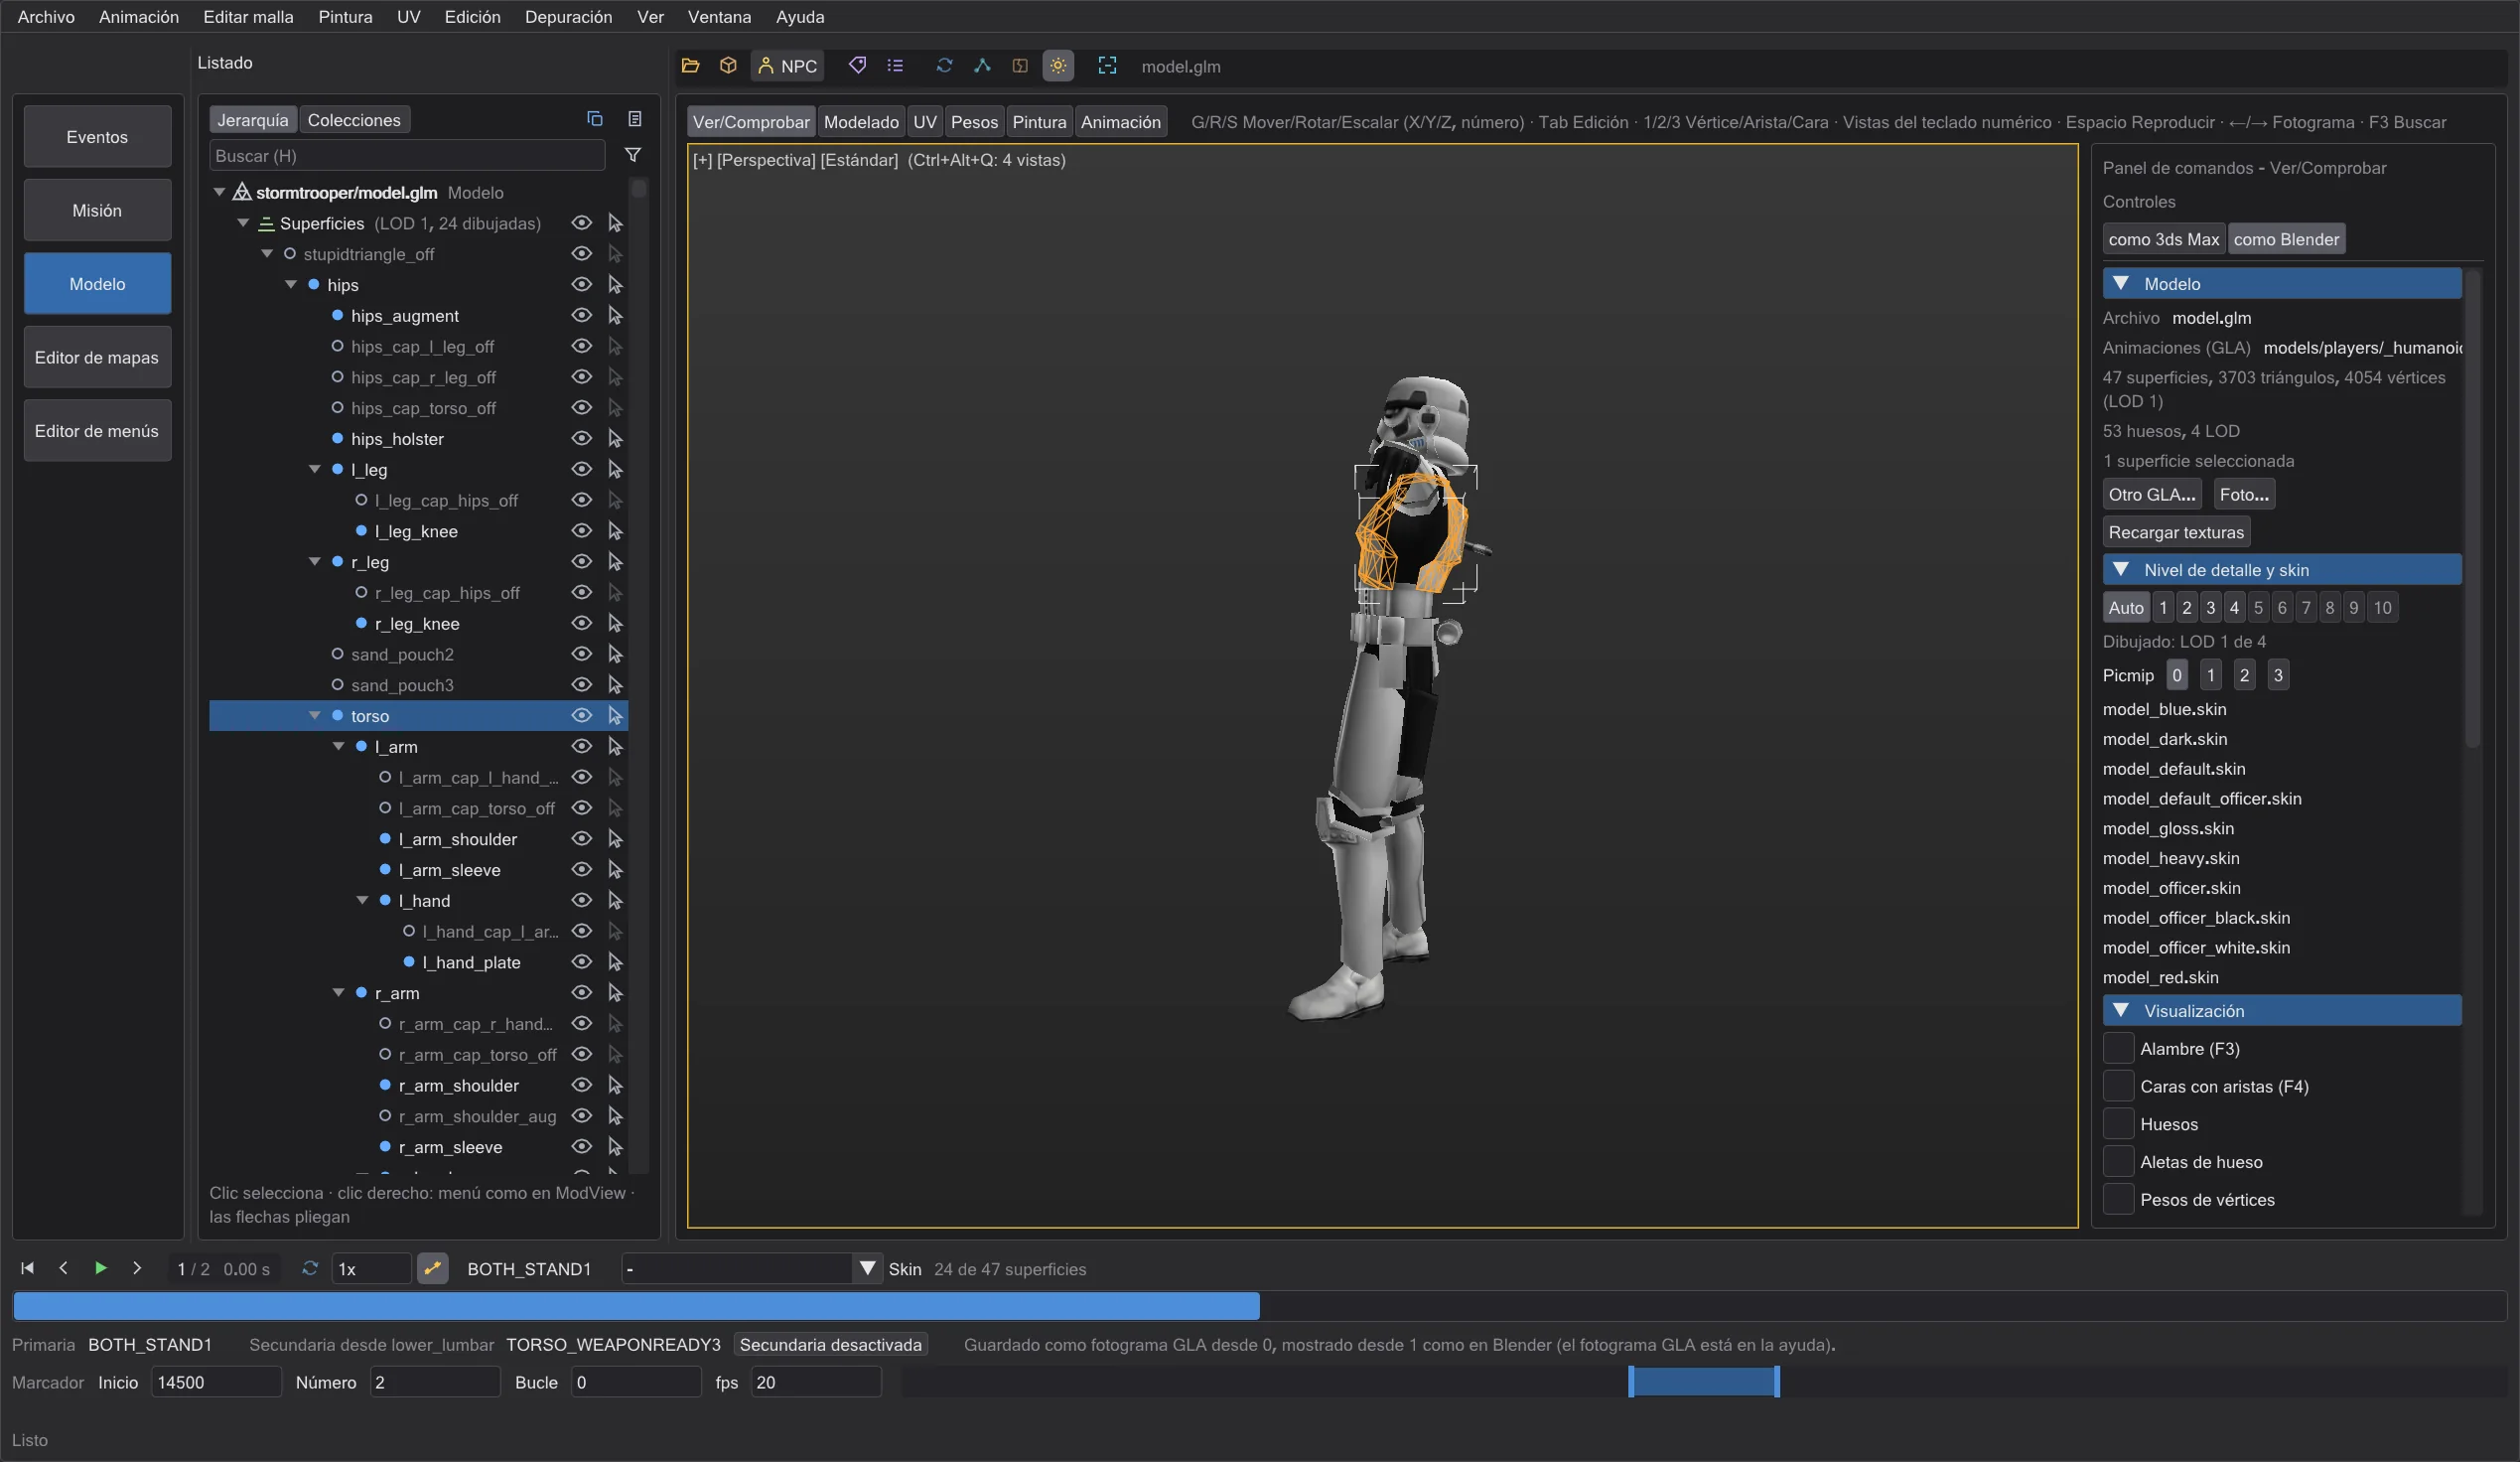 Archivo Animación Editar malla Pintura UV Edición Depuración Ver Ventana Ayuda
Listado
NPC model.glm
Eventos
Misión
Modelo
Editor de mapas
Editor de menús
Jerarquía Colecciones
Buscar (H)
stormtrooper/model.glm Modelo
Superficies (LOD 1, 24 dibujadas)
stupidtriangle_off
hips
hips_augment
hips_cap_l_leg_off
hips_cap_r_leg_off
hips_cap_torso_off
hips_holster
l_leg
l_leg_cap_hips_off
l_leg_knee
r_leg
r_leg_cap_hips_off
r_leg_knee
sand_pouch2
sand_pouch3
torso
l_arm
l_arm_cap_l_hand_...
l_arm_cap_torso_off
l_arm_shoulder
l_arm_sleeve
l_hand
l_hand_cap_l_ar...
l_hand_plate
r_arm
r_arm_cap_r_hand...
r_arm_cap_torso_off
r_arm_shoulder
r_arm_shoulder_aug
r_arm_sleeve
Clic selecciona · clic derecho: menú como en ModView ·
las flechas pliegan
Ver/Comprobar Modelado UV Pesos Pintura Animación G/R/S Mover/Rotar/Escalar (X/Y/Z, número) · Tab Edición · 1/2/3 Vértice/Arista/Cara · Vistas del teclado numérico · Espacio Reproducir · ←/→ Fotograma · F3 Buscar
[+] [Perspectiva] [Estándar] (Ctrl+Alt+Q: 4 vistas)
Panel de comandos - Ver/Comprobar
Controles
como 3ds Max como Blender
Modelo
Archivo model.glm
Animaciones (GLA) models/players/_humanoi
47 superficies, 3703 triángulos, 4054 vértices
(LOD 1)
53 huesos, 4 LOD
1 superficie seleccionada
Otro GLA... Foto...
Recargar texturas
Nivel de detalle y skin
Auto 1 2 3 4 5 6 7 8 9 10
Dibujado: LOD 1 de 4
Picmip 0 1 2 3
model_blue.skin
model_dark.skin
model_default.skin
model_default_officer.skin
model_gloss.skin
model_heavy.skin
model_officer.skin
model_officer_black.skin
model_officer_white.skin
model_red.skin
Visualización
Alambre (F3)
Caras con aristas (F4)
Huesos
Aletas de hueso
Pesos de vértices
1 / 2 0.00 s 1x BOTH_STAND1 - Skin 24 de 47 superficies
Primaria BOTH_STAND1 Secundaria desde lower_lumbar TORSO_WEAPONREADY3 Secundaria desactivada Guardado como fotograma GLA desde 0, mostrado desde 1 como en Blender (el fotograma GLA está en la ayuda).
Marcador Inicio 14500 Número 2 Bucle 0 fps 20
Listo